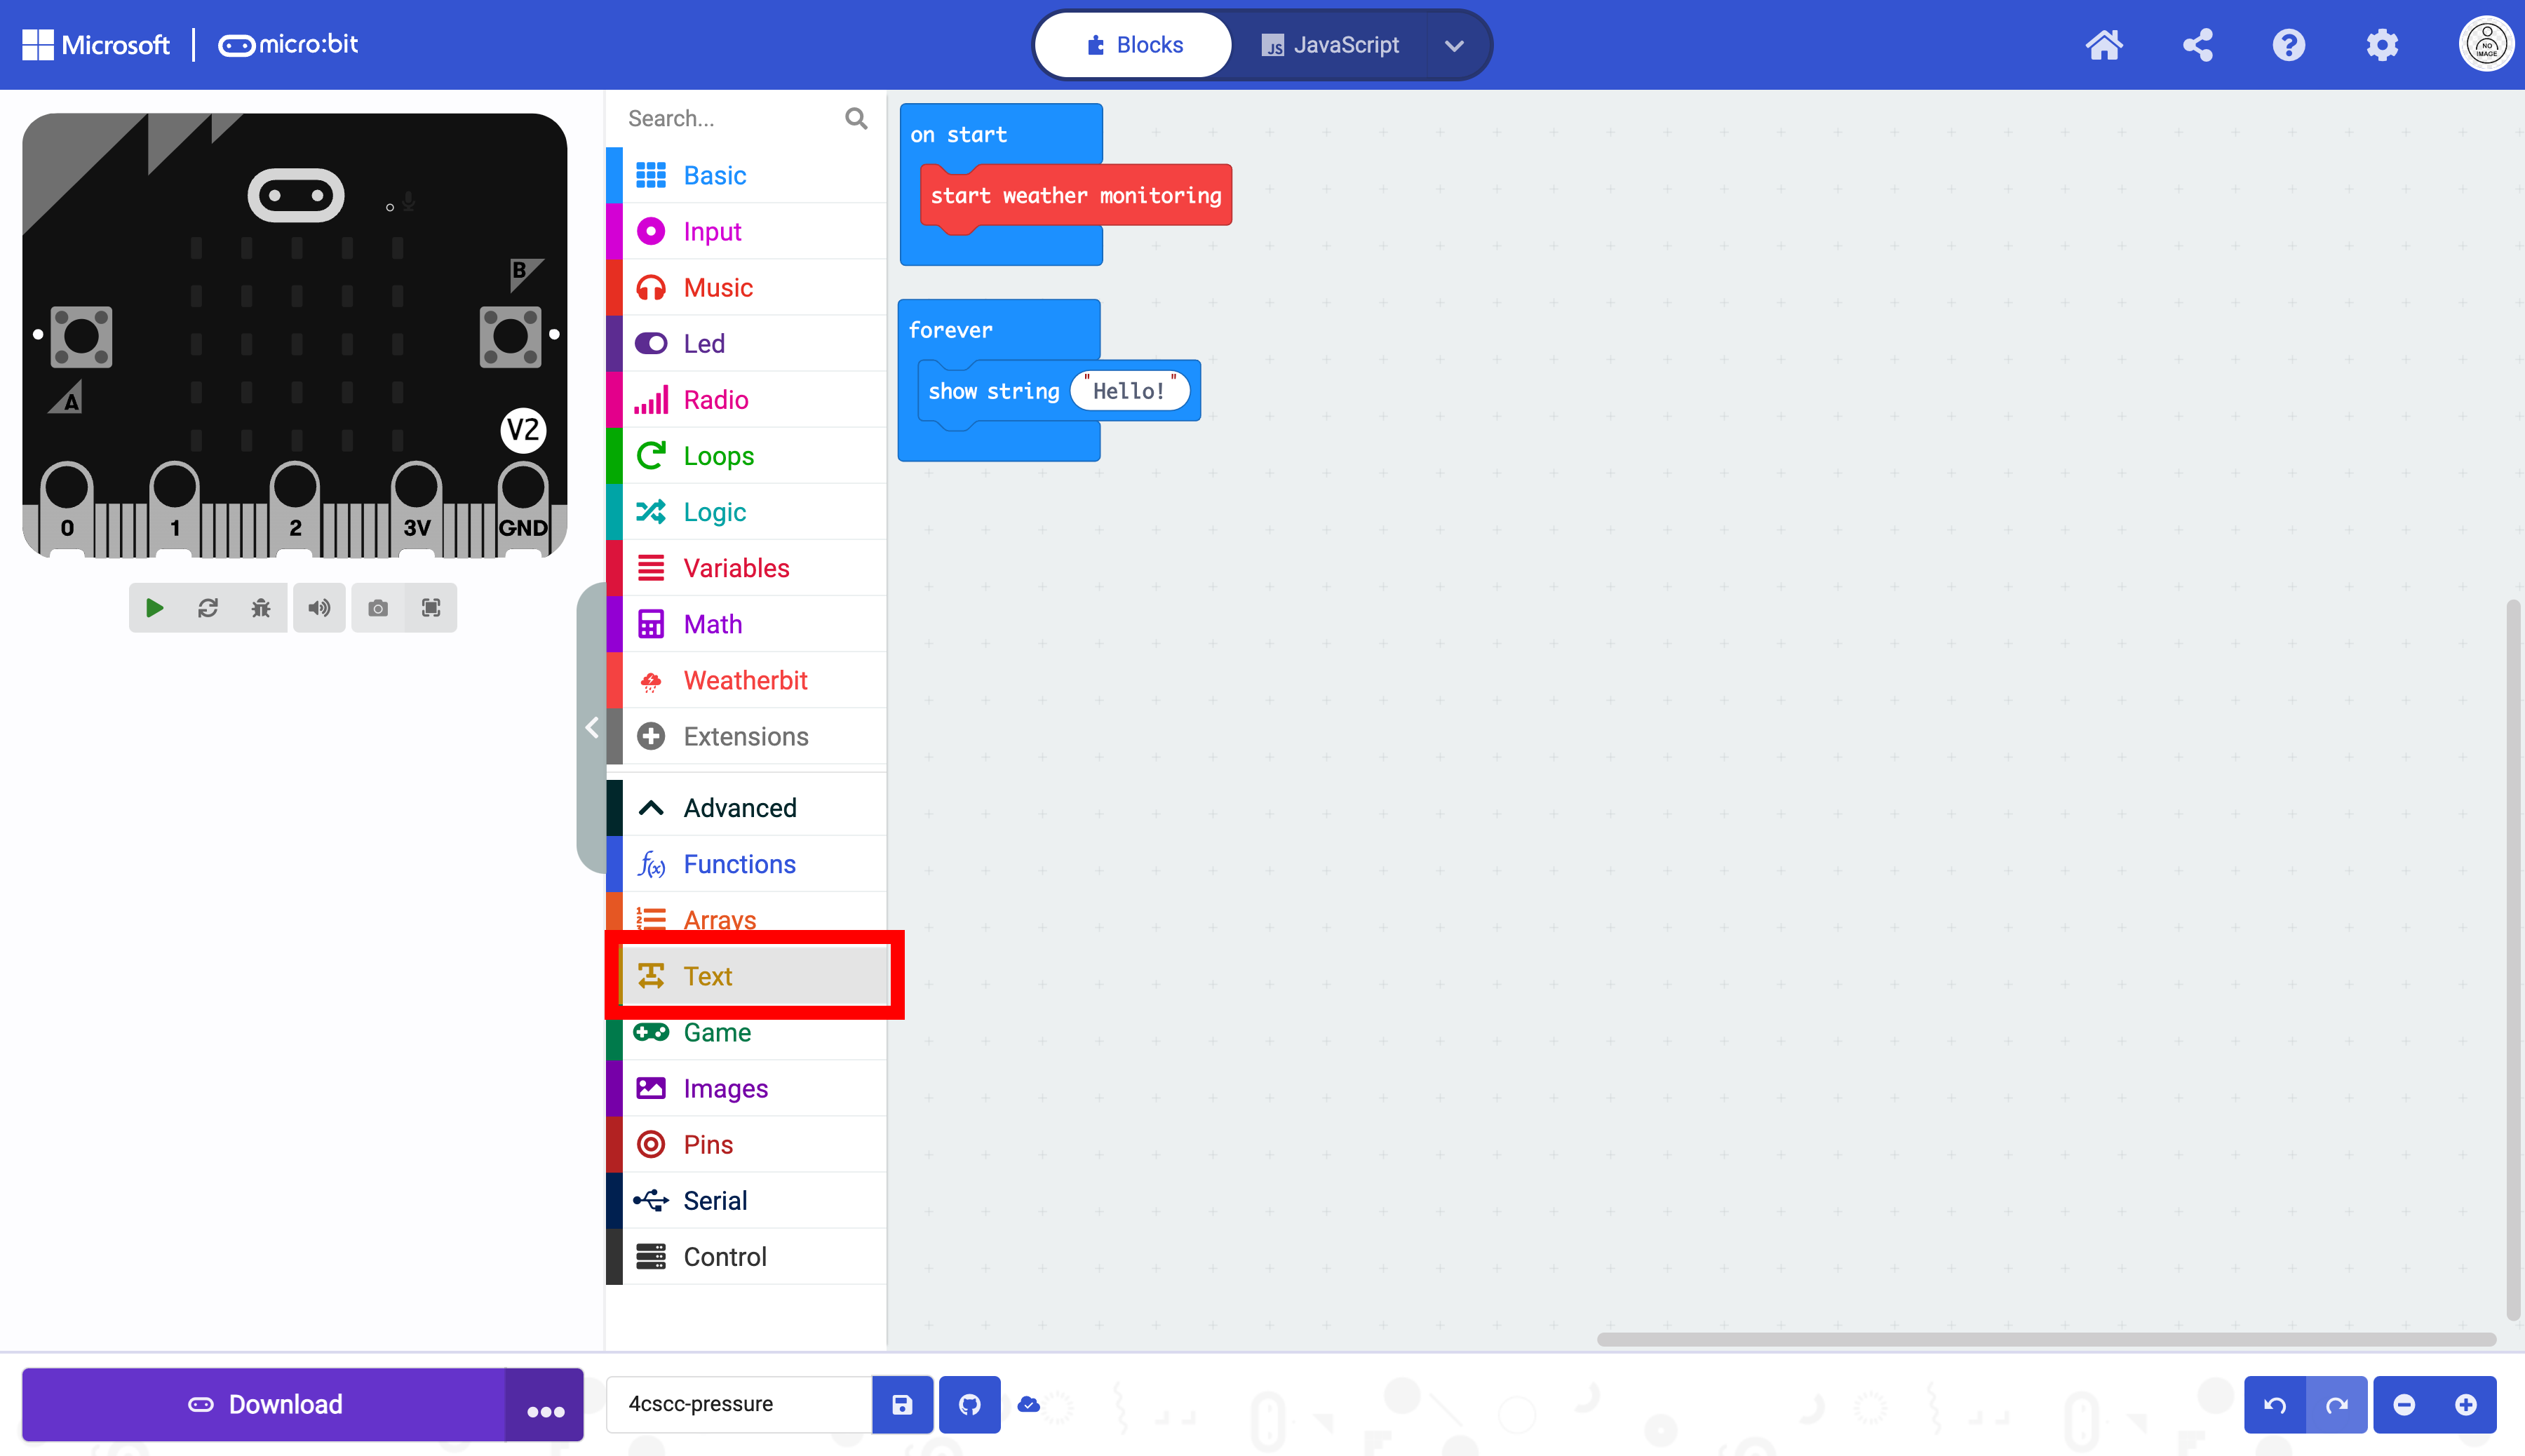 Microsoft | micro:bit
Blocks
JavaScript
NO IMAGE
Search...
Basic
Input
Music
Led
Radio
Loops
Logic
Variables
Math
Weatherbit
Extensions
Advanced
Functions
Arrays
Text
Game
Images
Pins
Serial
Control
on start
start weather monitoring
forever
show string "Hello!"
B
A
V2
0 1 2 3V GND
Download
4cscc-pressure